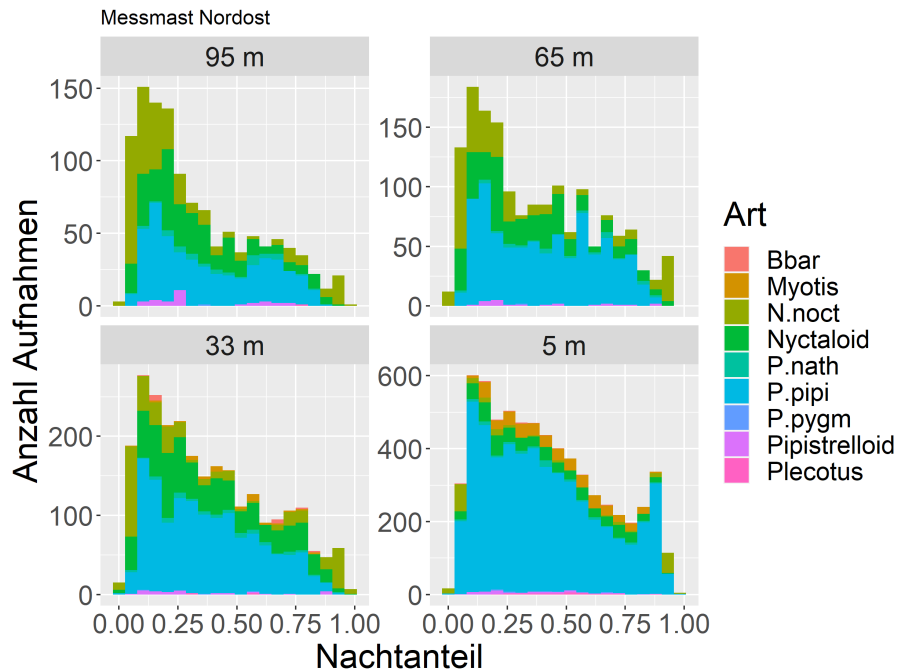 Messmast Nordost
95 m
65 m
150
100
50
0
150
100
50
0
33 m
5 m
200
100
0
600
400
200
0
0.00 0.25 0.50 0.75 1.00
0.00 0.25 0.50 0.75 1.00
Nachtanteil
Anzahl Aufnahmen
Art
Bbar
Myotis
N.noct
Nyctaloid
P.nath
P.pipi
P.pygm
Pipistrelloid
Plecotus